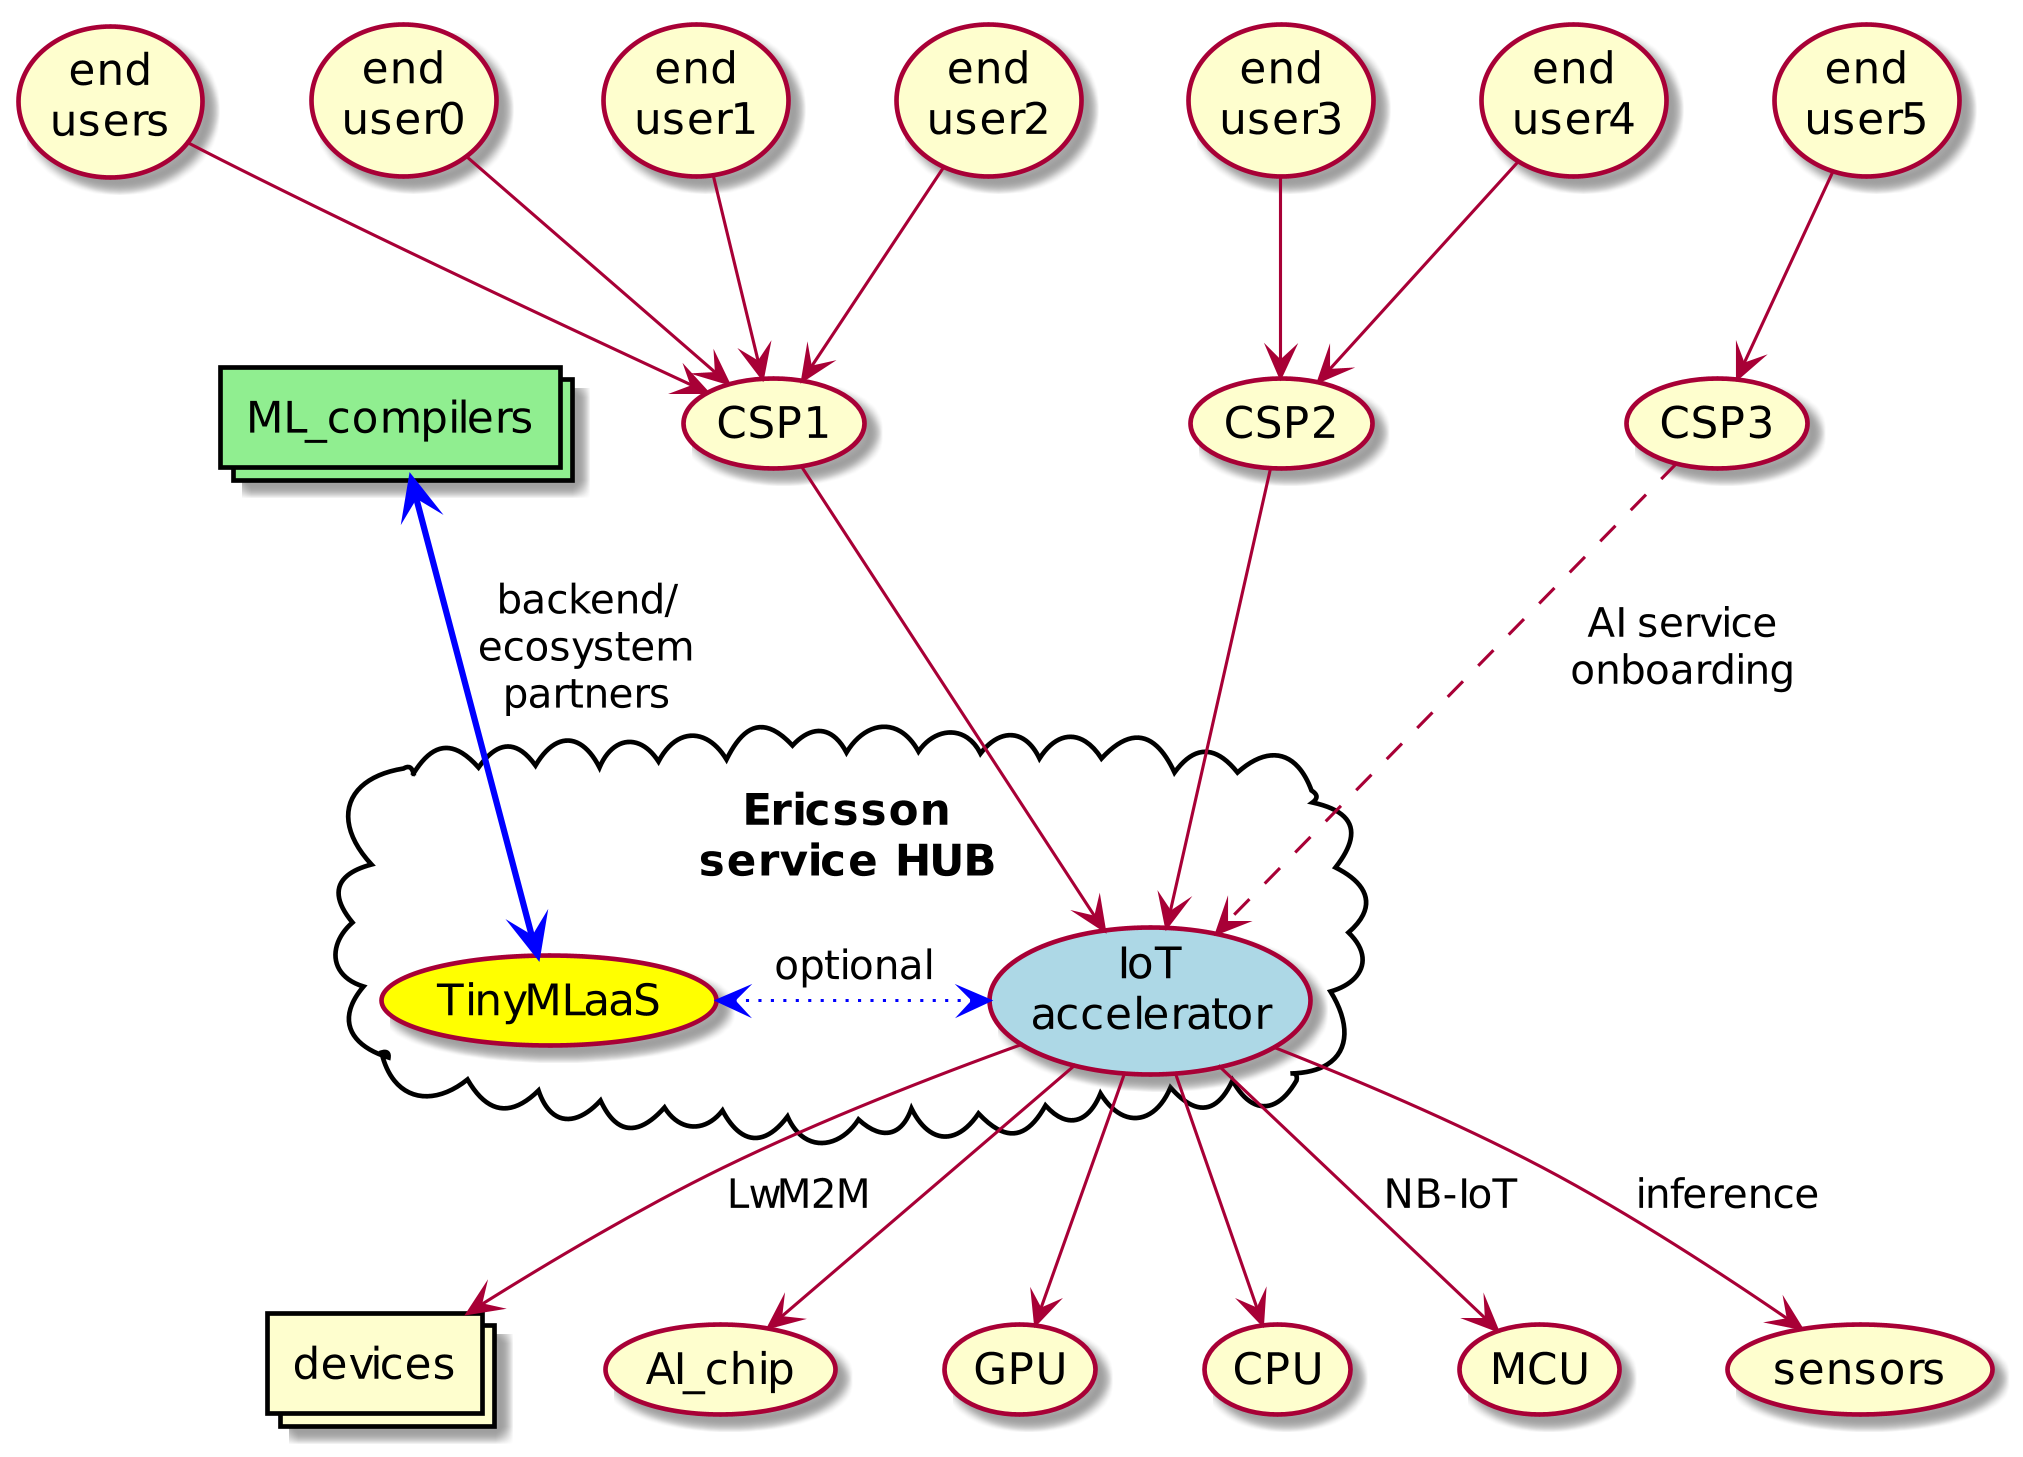 end
users
end
user0
end
user1
end
user2
end
user3
end
user4
end
user5
ML_compilers
CSP1
CSP2
CSP3
backend/
ecosystem
partners
AI service
onboarding
Ericsson
service HUB
TinyMLaaS
optional
IoT
accelerator
LwM2M
NB-IoT
inference
devices
AI_chip
GPU
CPU
MCU
sensors